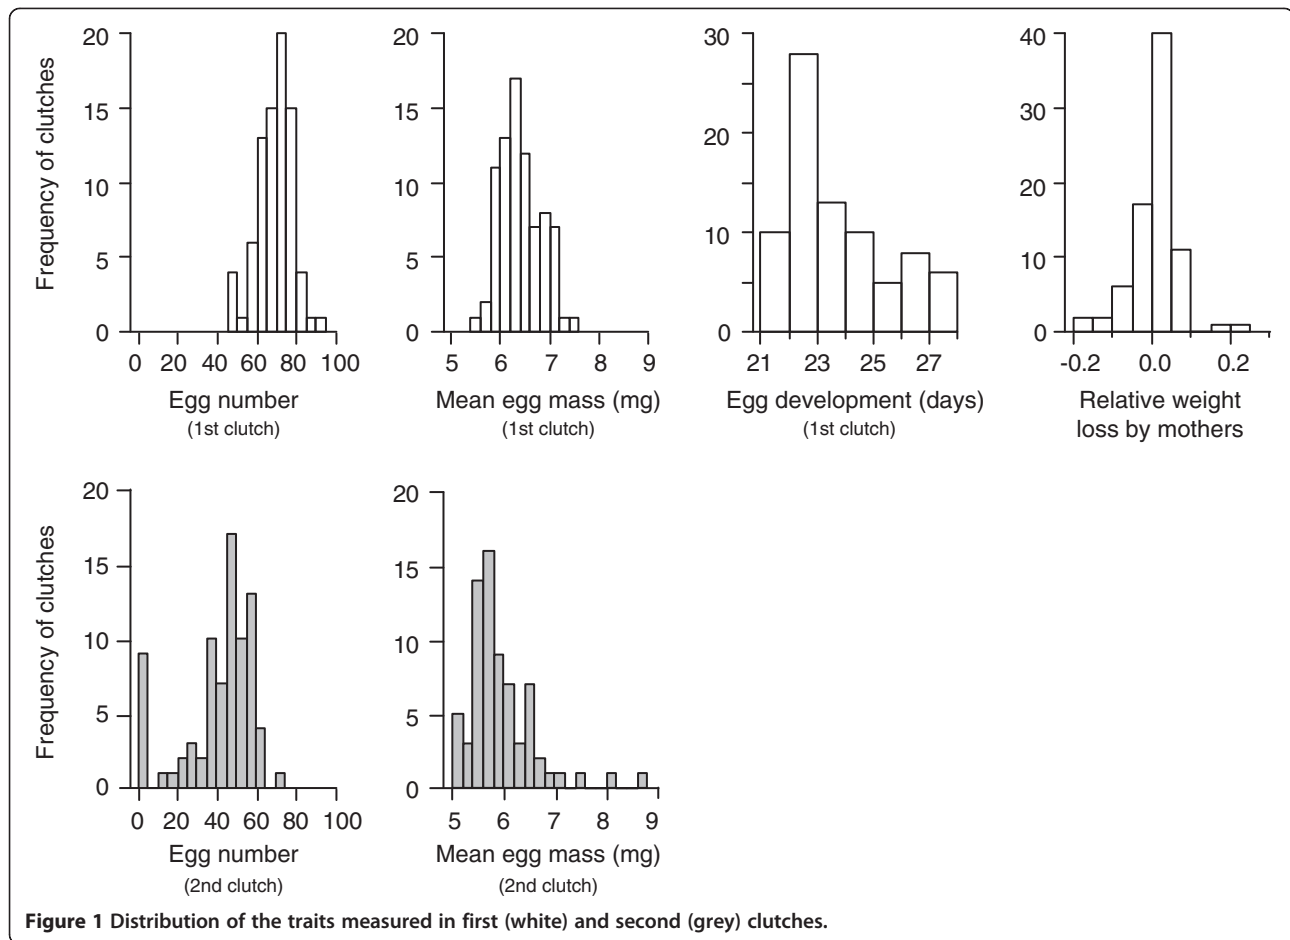 Frequency of clutches
20
15
10
5
0
0 20 40 60 80 100
Egg number
(1st clutch)
20
15
10
5
0
5 6 7 8 9
Mean egg mass (mg)
(1st clutch)
30
20
10
0
21 23 25 27
Egg development (days)
(1st clutch)
40
30
20
10
0
-0.2 0.0 0.2
Relative weight
loss by mothers
Frequency of clutches
20
15
10
5
0
0 20 40 60 80 100
Egg number
(2nd clutch)
20
15
10
5
0
5 6 7 8 9
Mean egg mass (mg)
(2nd clutch)
Figure 1 Distribution of the traits measured in first (white) and second (grey) clutches.